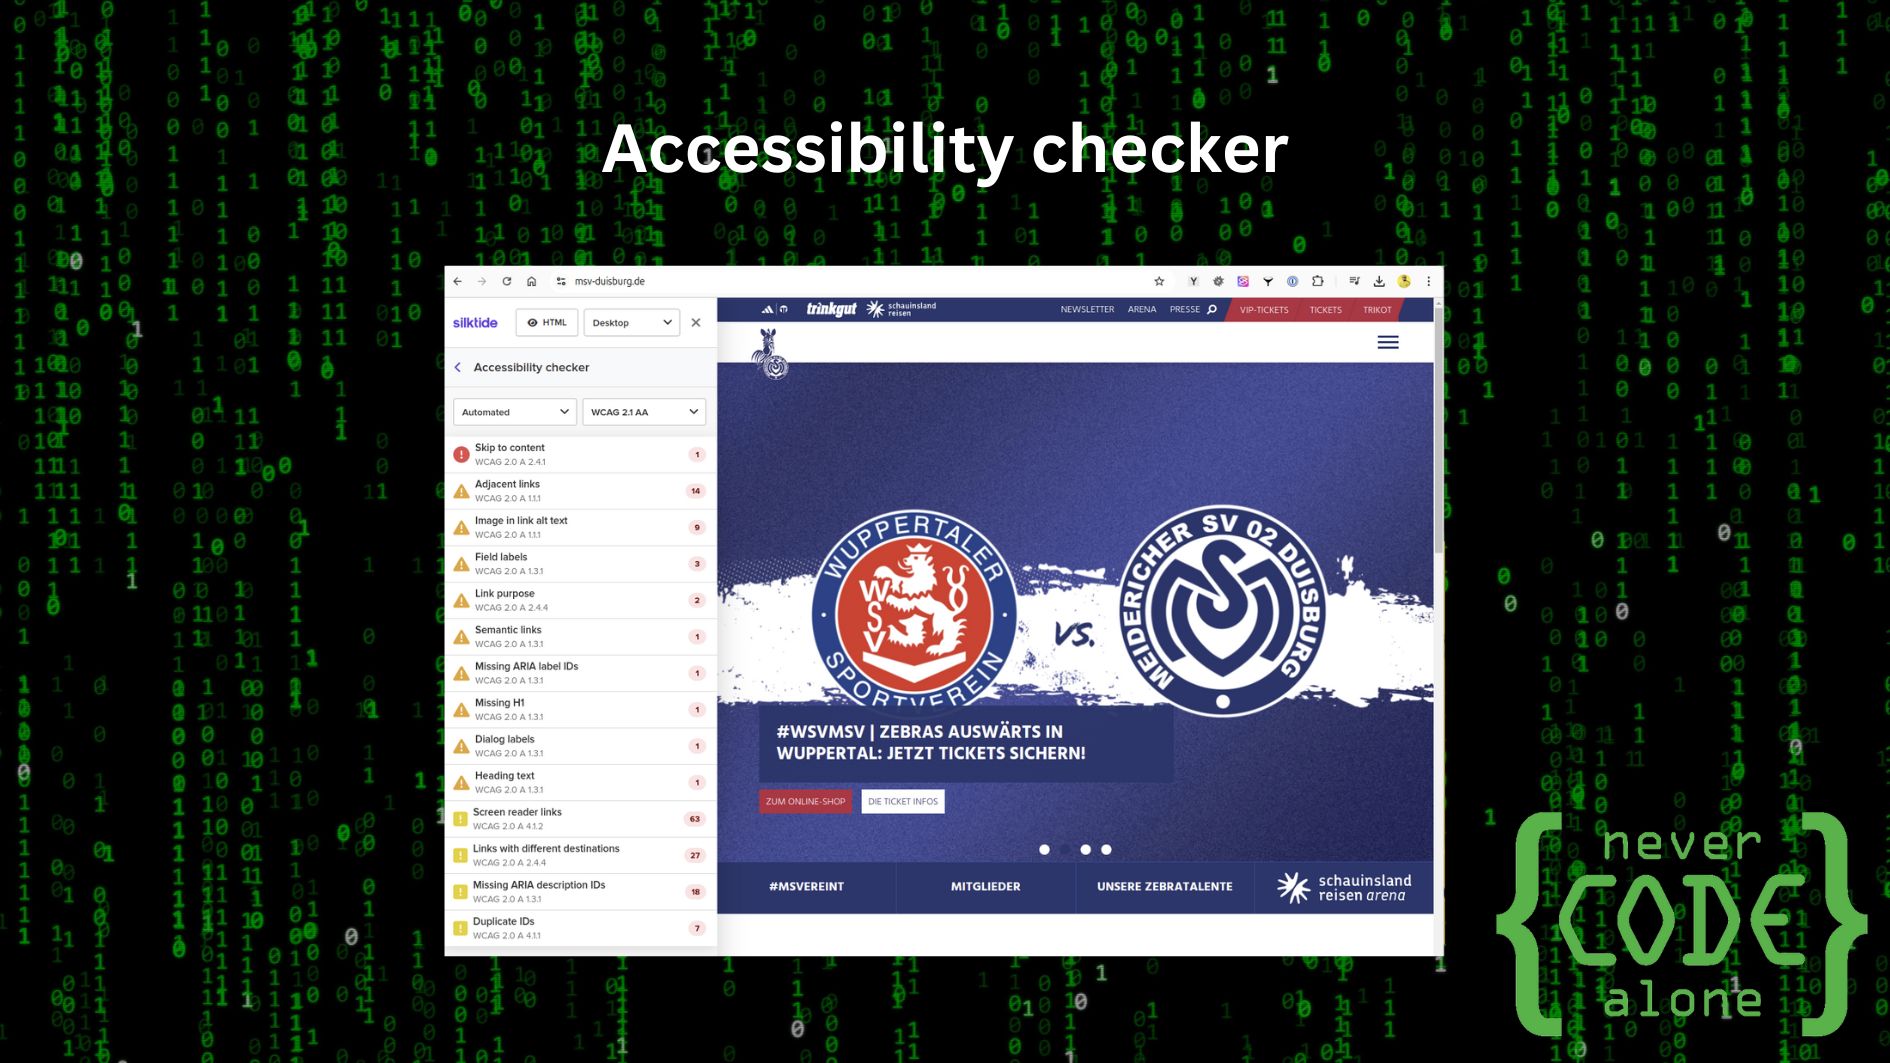 Accessibility checker
msv-duisburg.de
silktide
HTML
Desktop
Accessibility checker
Automated
WCAG 2.1 AA
Skip to content
WCAG 2.0 A 2.4.1
1
Adjacent links
WCAG 2.0 A 1.1.1
14
Image in link alt text
WCAG 2.0 A 1.1.1
9
Field labels
WCAG 2.0 A 1.3.1
3
Link purpose
WCAG 2.0 A 2.4.4
2
Semantic links
WCAG 2.0 A 1.3.1
1
Missing ARIA label IDs
WCAG 2.0 A 1.3.1
1
Missing H1
WCAG 2.0 A 1.3.1
1
Dialog labels
WCAG 2.0 A 1.3.1
1
Heading text
WCAG 2.0 A 1.3.1
1
Screen reader links
WCAG 2.0 A 4.1.2
63
Links with different destinations
WCAG 2.0 A 2.4.4
27
Missing ARIA description IDs
WCAG 2.0 A 1.3.1
18
Duplicate IDs
WCAG 2.0 A 4.1.1
7
trinkgut
schauinsland
reisen
NEWSLETTER ARENA PRESSE VIP-TICKETS TICKETS TRIKOT
WUPPERTALER
WSV
SPORTVEREIN
VS.
MEIDERICHER SV 02 DUISBURG
#WSVMSV | ZEBRAS AUSWÄRTS IN
WUPPERTAL: JETZT TICKETS SICHERN!
ZUM ONLINE-SHOP DIE TICKET INFOS
#MSVEREINT MITGLIEDER UNSERE ZEBRATALENTE
schauinsland
reisen arena
never
CODE
alone